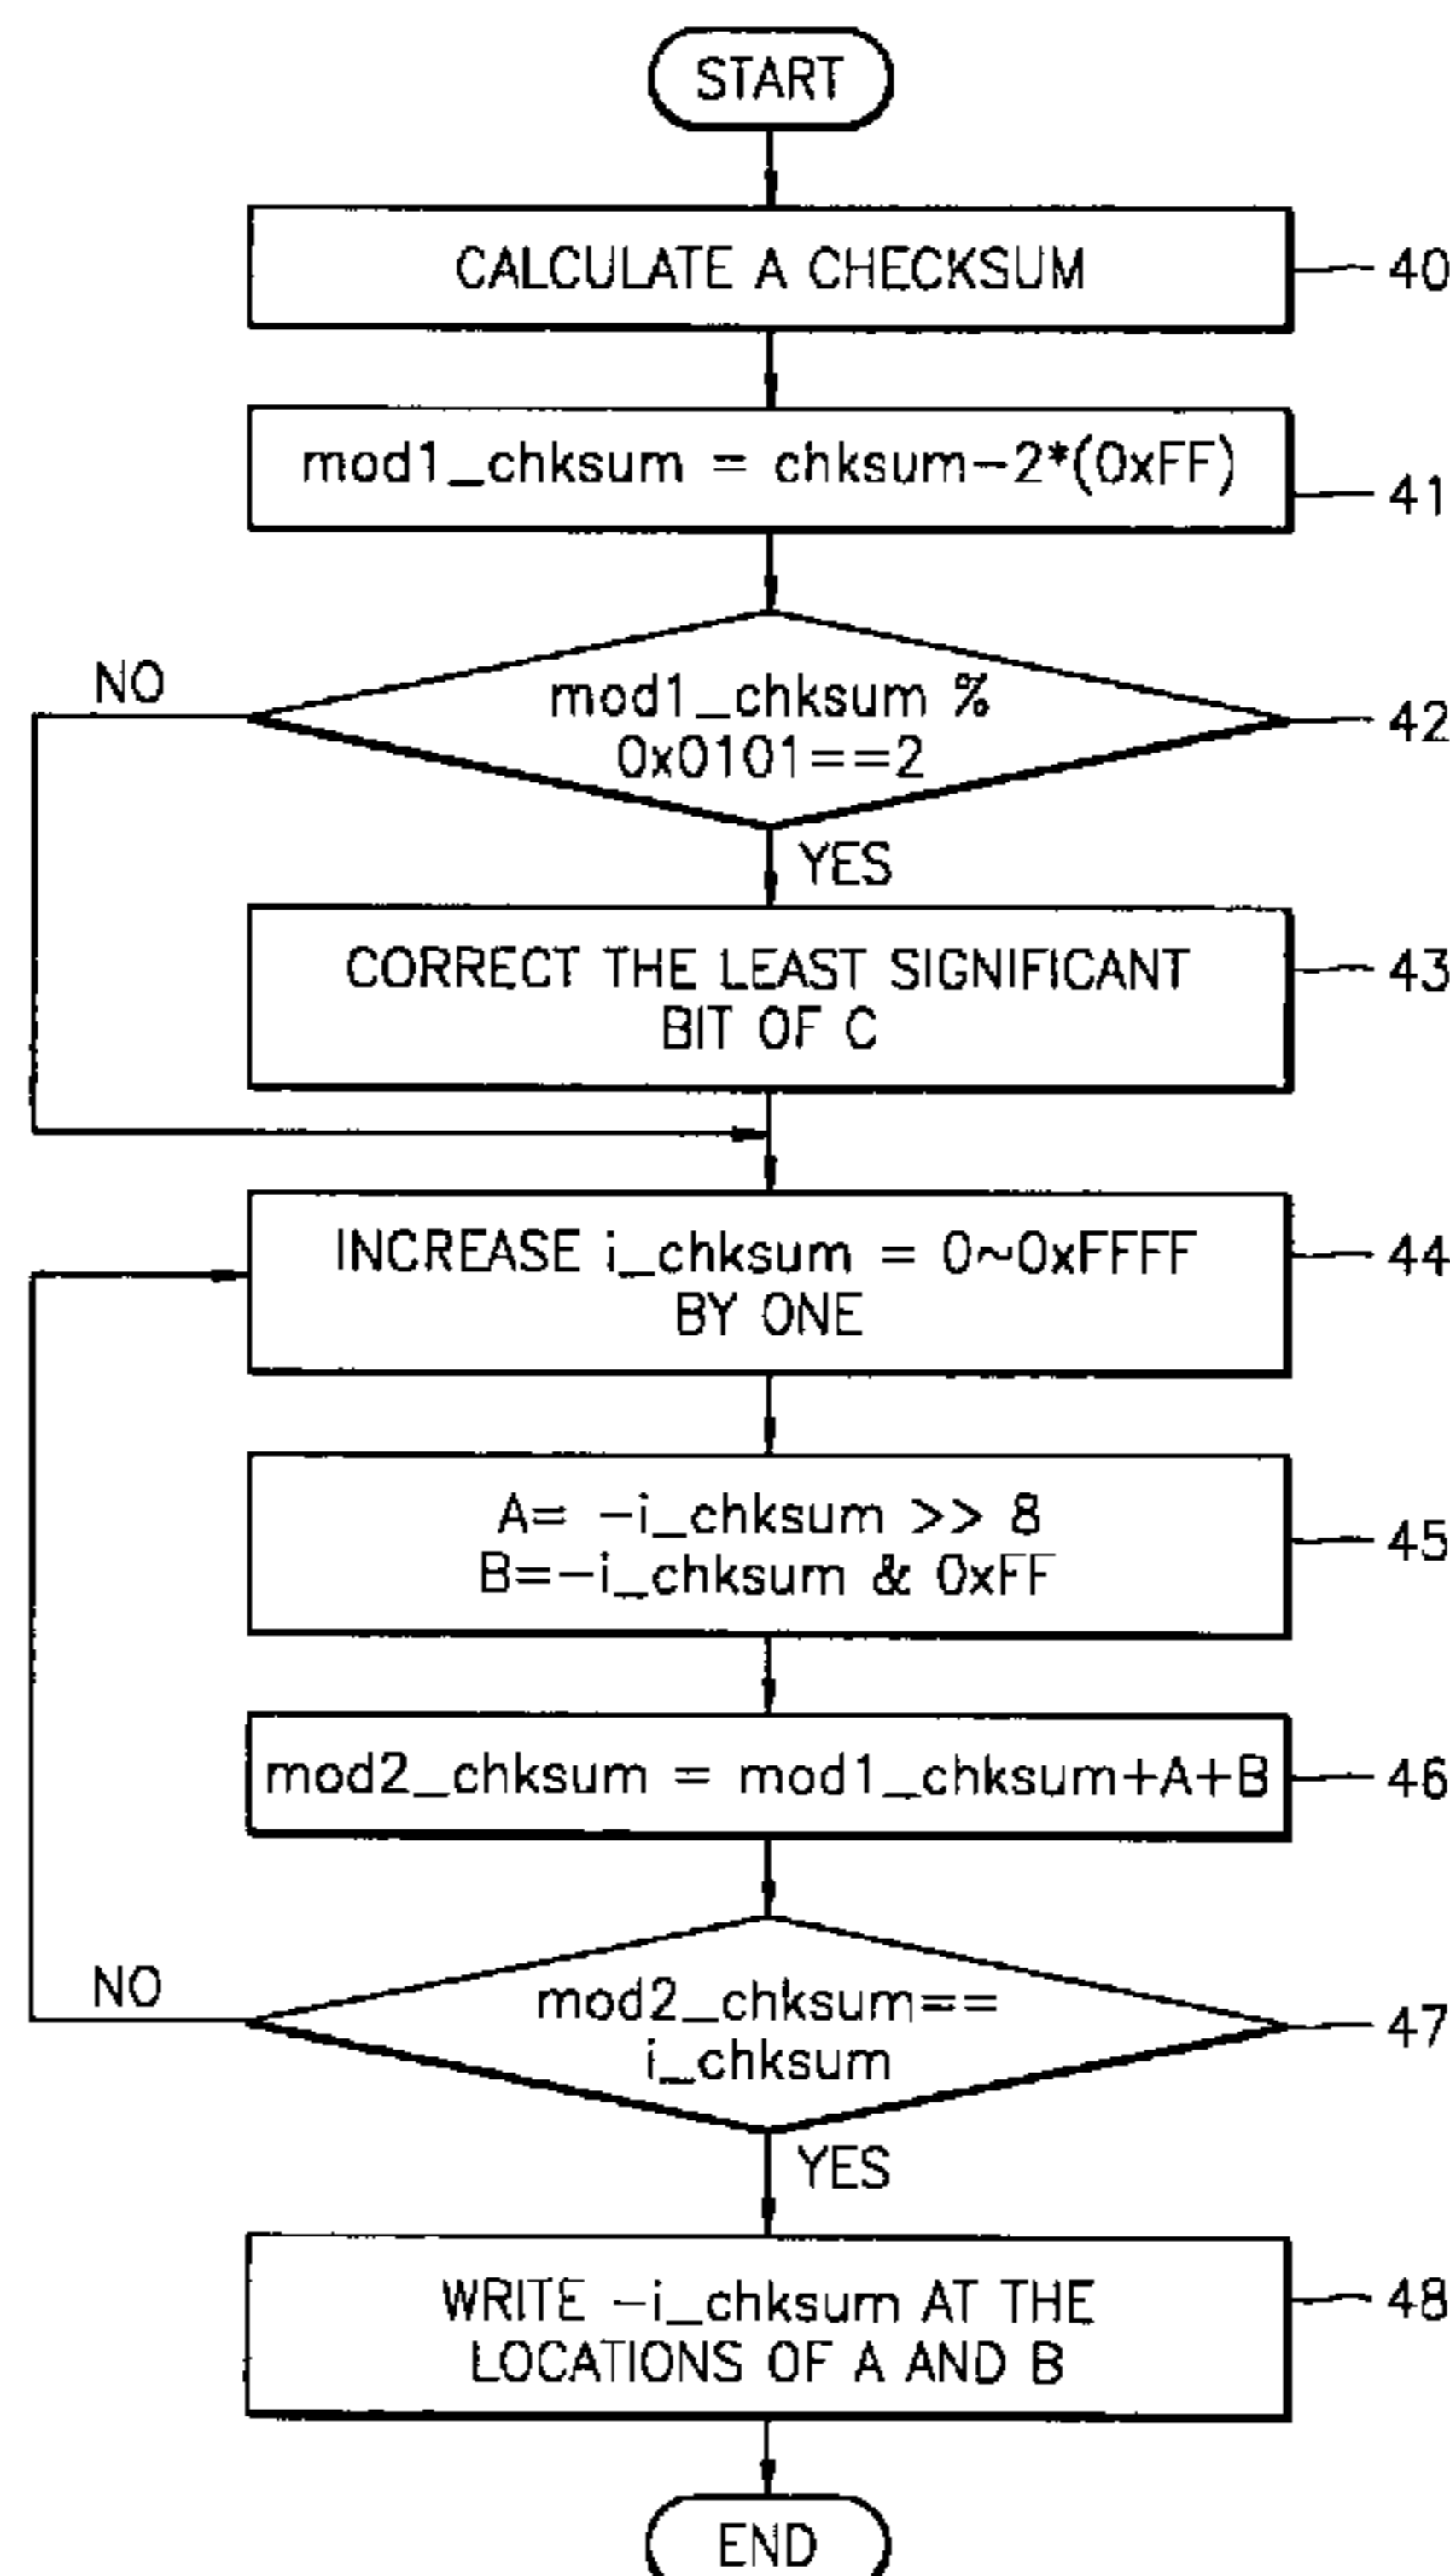 START
CALCULATE A CHECKSUM
40
mod1_chksum = chksum-2*(0xFF)
41
NO
mod1_chksum %
0x0101==2
42
YES
CORRECT THE LEAST SIGNIFICANT
BIT OF C
43
INCREASE i_chksum = 0~0xFFFF
BY ONE
44
A= -i_chksum >> 8
B=-i_chksum & 0xFF
45
mod2_chksum = mod1_chksum+A+B
46
NO
mod2_chksum==
i_chksum
47
YES
WRITE -i_chksum AT THE
LOCATIONS OF A AND B
48
END